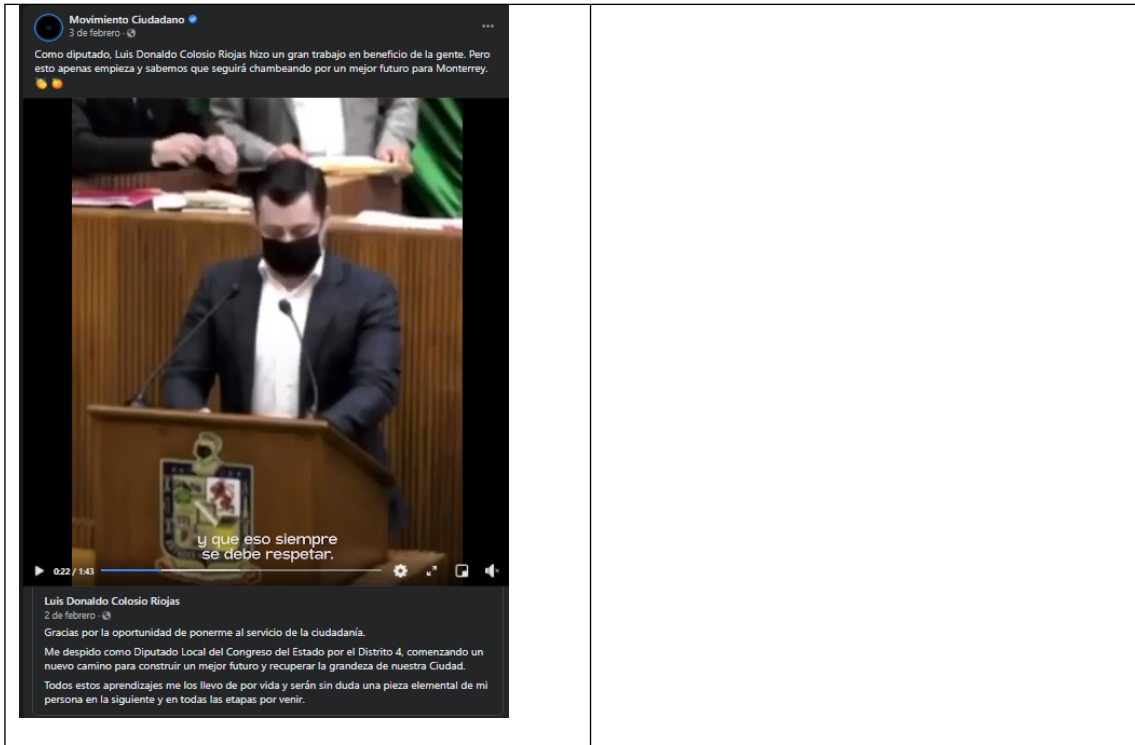 Movimiento Ciudadano
3 de febrero ·
Como diputado, Luis Donaldo Colosio Riojas hizo un gran trabajo en beneficio de la gente. Pero
esto apenas empieza y sabemos que seguirá chambeando por un mejor futuro para Monterrey.
👏 🍊
N
y que eso siempre
se debe respetar.
0:22 / 1:43
Luis Donaldo Colosio Riojas
2 de febrero ·
Gracias por la oportunidad de ponerme al servicio de la ciudadanía.
Me despido como Diputado Local del Congreso del Estado por el Distrito 4, comenzando un
nuevo camino para construir un mejor futuro y recuperar la grandeza de nuestra Ciudad.
Todos estos aprendizajes me los llevo de por vida y serán sin duda una pieza elemental de mi
persona en la siguiente y en todas las etapas por venir.